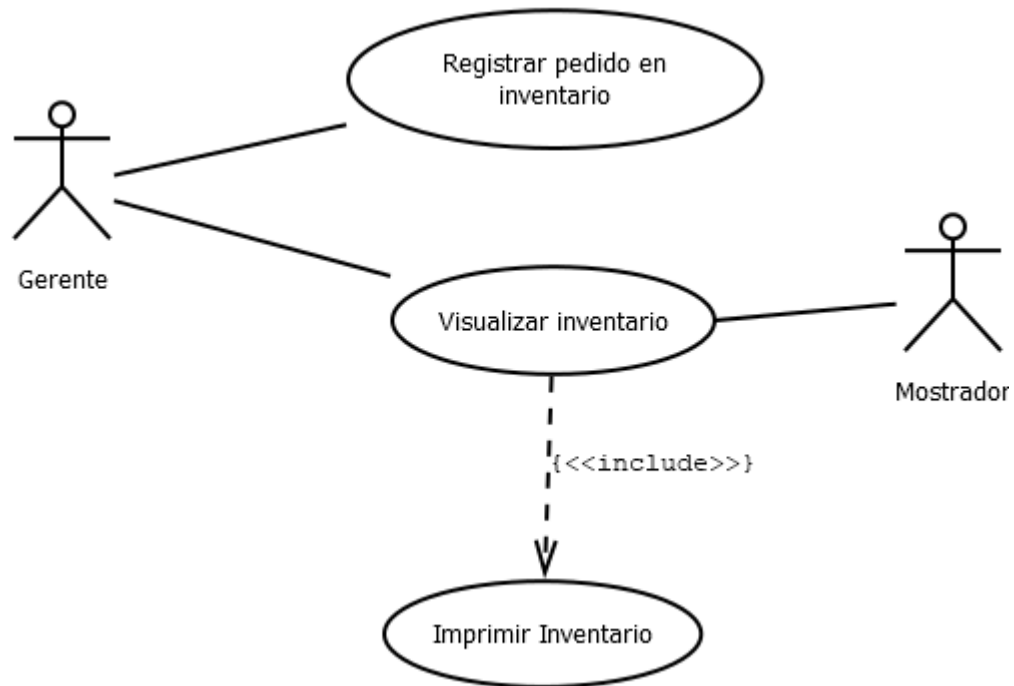 Registrar pedido en
inventario
Gerente
Visualizar inventario
Mostrador
{<<include>>}
Imprimir Inventario